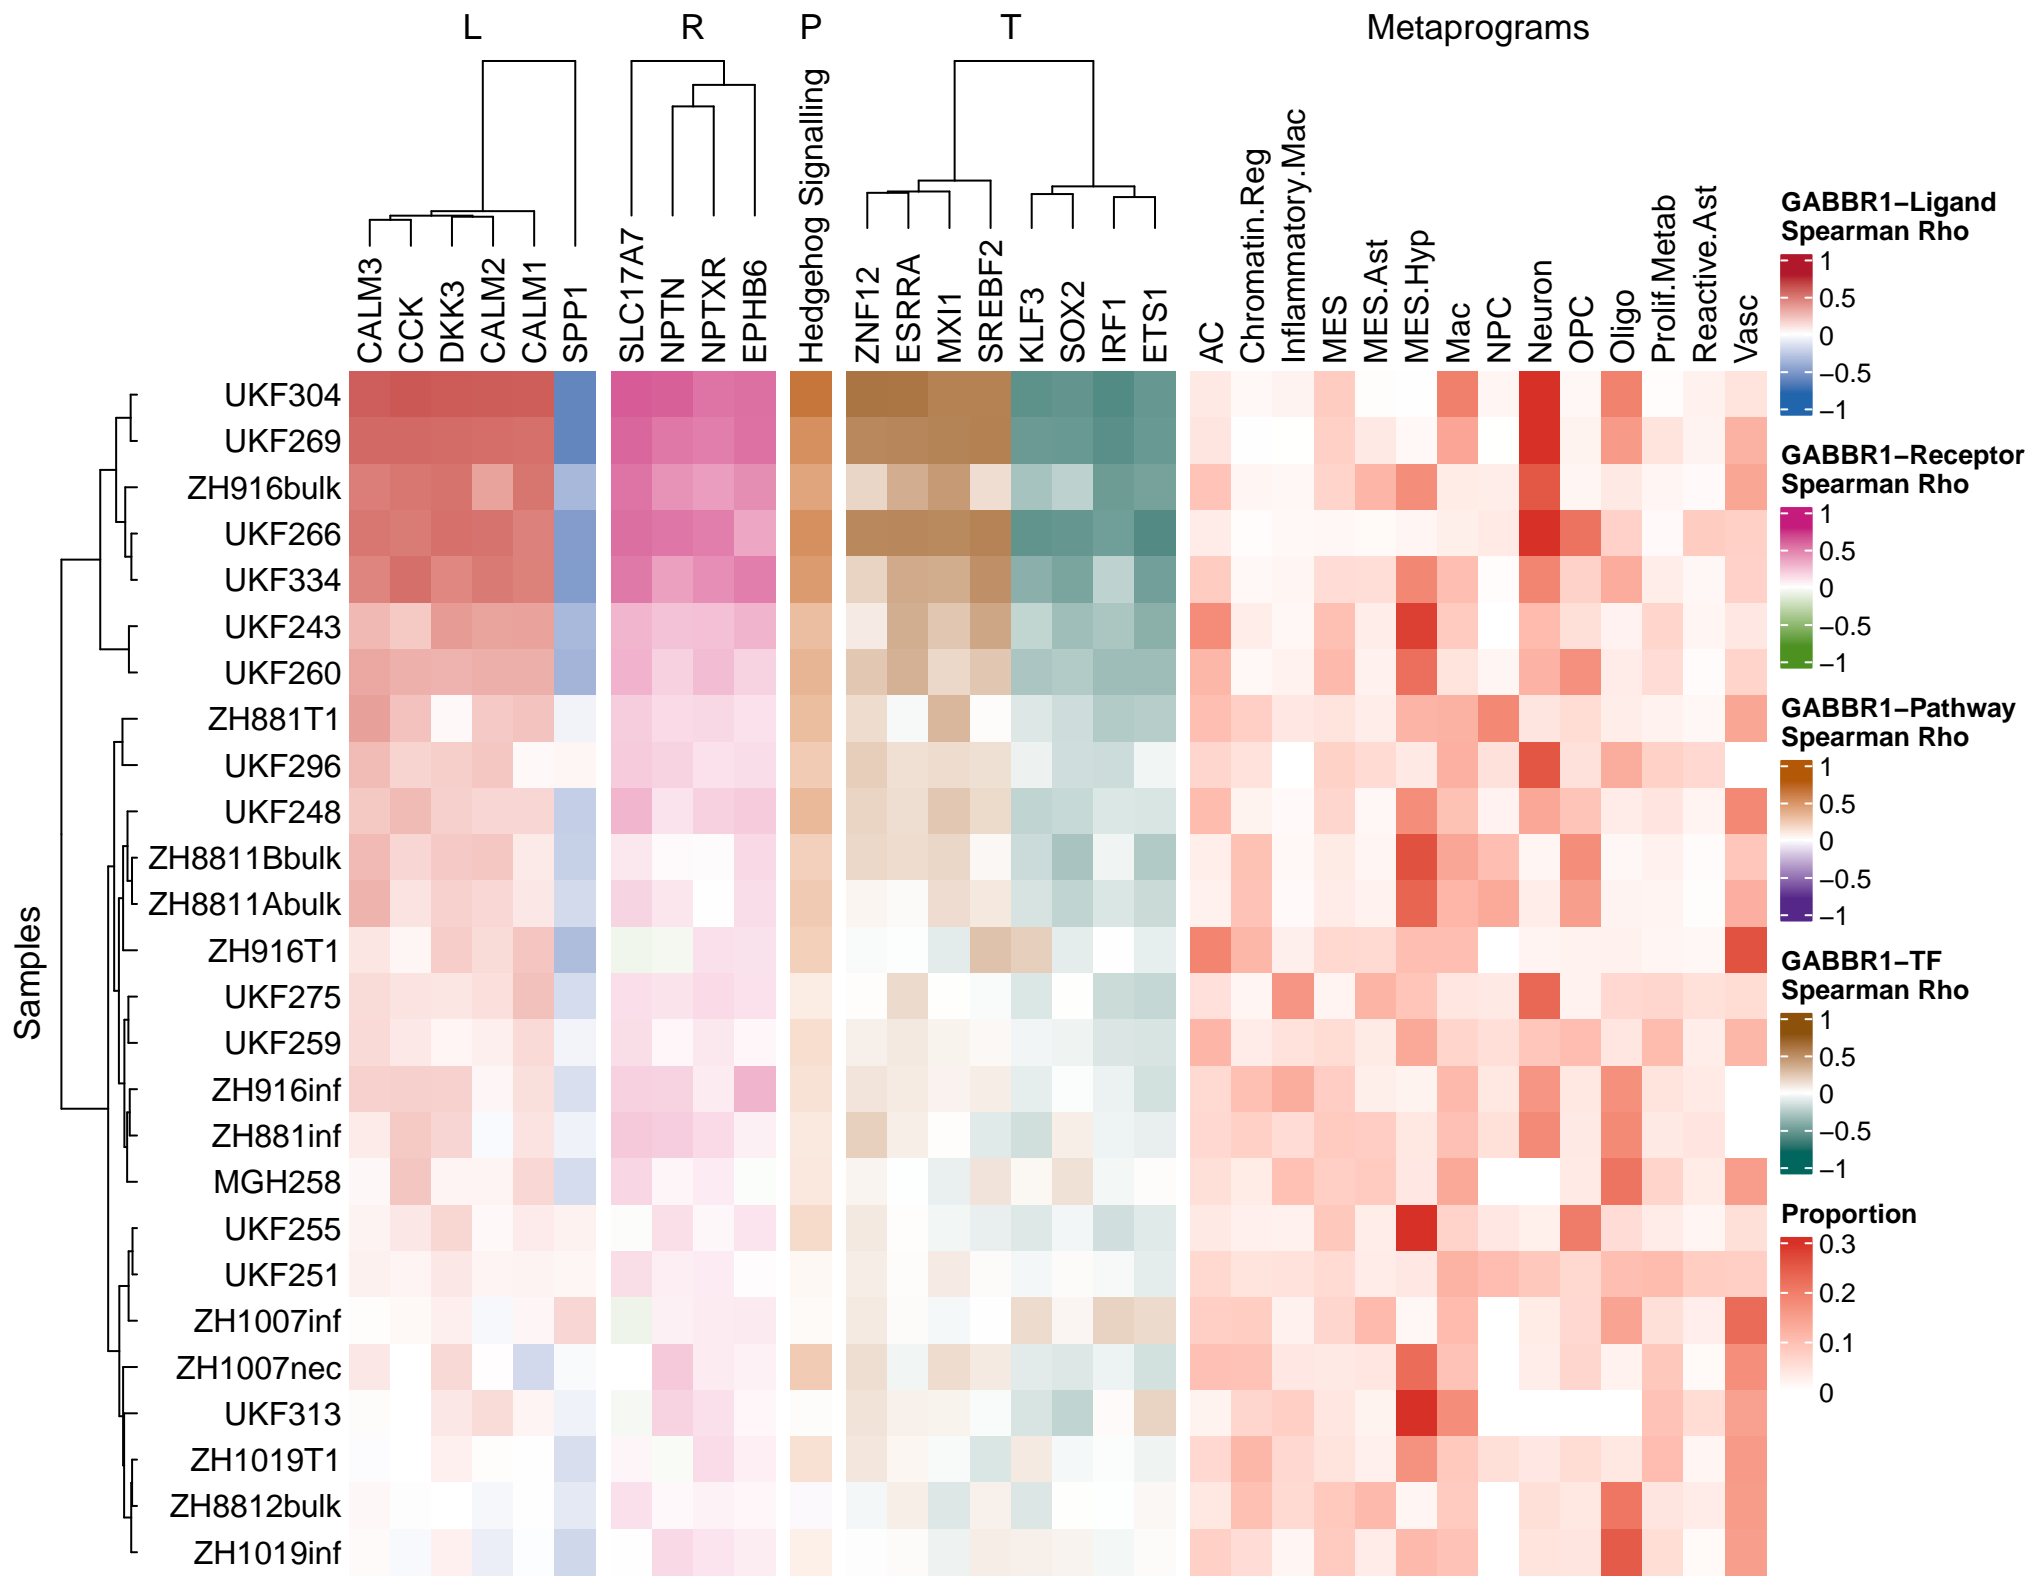 L R P T Metaprograms
CALM3 CCK DKK3 CALM2 CALM1 SPP1 SLC17A7 NPTN NPTXR EPHB6 Hedgehog Signalling ZNF12 ESRRA MXI1 SREBF2 KLF3 SOX2 IRF1 ETS1 AC Chromatin.Reg Inflammatory.Mac MES MES.Ast MES.Hyp Mac NPC Neuron OPC Oligo Prolif.Metab Reactive.Ast Vasc
Samples
UKF304
UKF269
ZH916bulk
UKF266
UKF334
UKF243
UKF260
ZH881T1
UKF296
UKF248
ZH8811Bbulk
ZH8811Abulk
ZH916T1
UKF275
UKF259
ZH916inf
ZH881inf
MGH258
UKF255
UKF251
ZH1007inf
ZH1007nec
UKF313
ZH1019T1
ZH8812bulk
ZH1019inf
GABBR1−Ligand
Spearman Rho
1
0.5
0
−0.5
−1
GABBR1−Receptor
Spearman Rho
1
0.5
0
−0.5
−1
GABBR1−Pathway
Spearman Rho
1
0.5
0
−0.5
−1
GABBR1−TF
Spearman Rho
1
0.5
0
−0.5
−1
Proportion
0.3
0.2
0.1
0